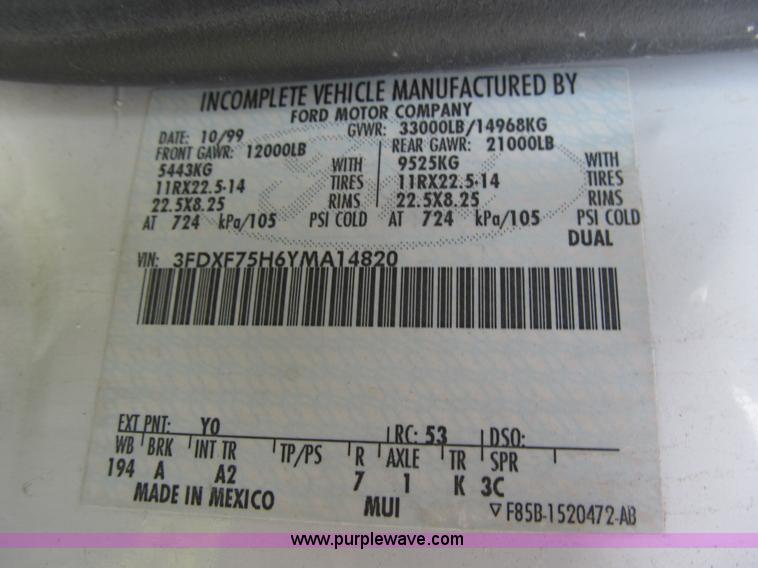 INCOMPLETE VEHICLE MANUFACTURED BY
FORD MOTOR COMPANY
DATE: 10/99 GVWR: 33000LB/14968KG
FRONT GAWR: 12000LB REAR GAWR: 21000LB
5443KG WITH 9525KG WITH
11RX22.5-14 TIRES 11RX22.5-14 TIRES
22.5X8.25 RIMS 22.5X8.25 RIMS
AT 724 kPa/105 PSI COLD AT 724 kPa/105 PSI COLD
DUAL
VIN: 3FDXF75H6YMA14820
EXT PNT: YO RC: 53 DSO:
WB BRK INT TR TP/PS R AXLE TR SPR
194 A A2 7 1 K 3C
MADE IN MEXICO MUI ▽ F85B-1520472-AB
www.purplewave.com